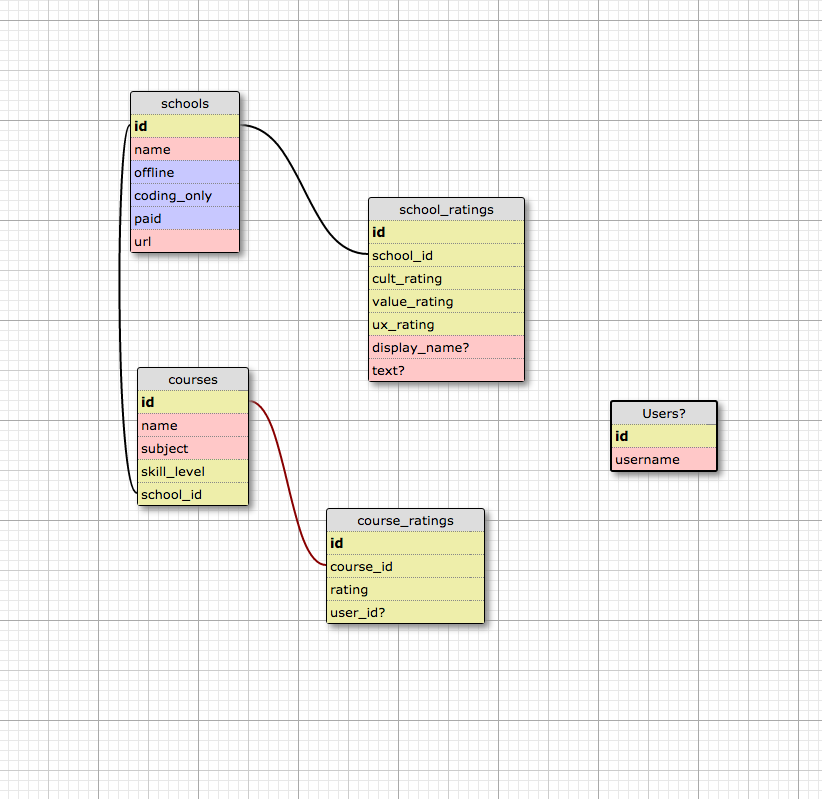 schools
id
name
offline
coding_only
paid
url
school_ratings
id
school_id
cult_rating
value_rating
ux_rating
display_name?
text?
courses
id
name
subject
skill_level
school_id
Users?
id
username
course_ratings
id
course_id
rating
user_id?